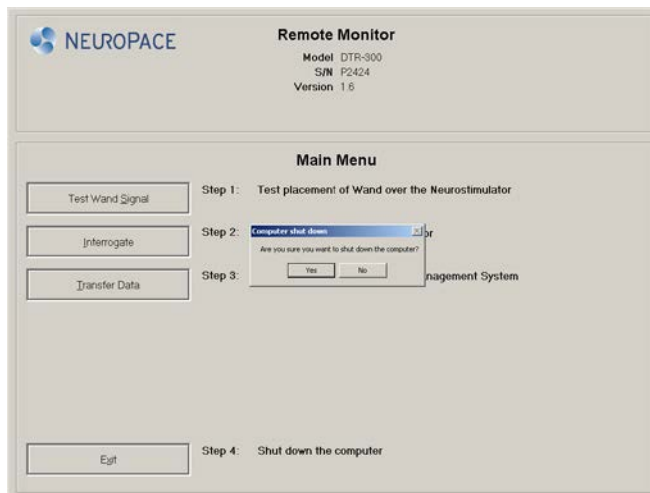 NEUROPACE
Remote Monitor
Model DTR-300
S/N P2424
Version 1.6
Main Menu
Test Wand Signal
Step 1: Test placement of Wand over the Neurostimulator
Interrogate
Step 2:
Computer shut down
Are you sure you want to shut down the computer?
Yes No
Transfer Data
Step 3: nagement System
Exit
Step 4: Shut down the computer